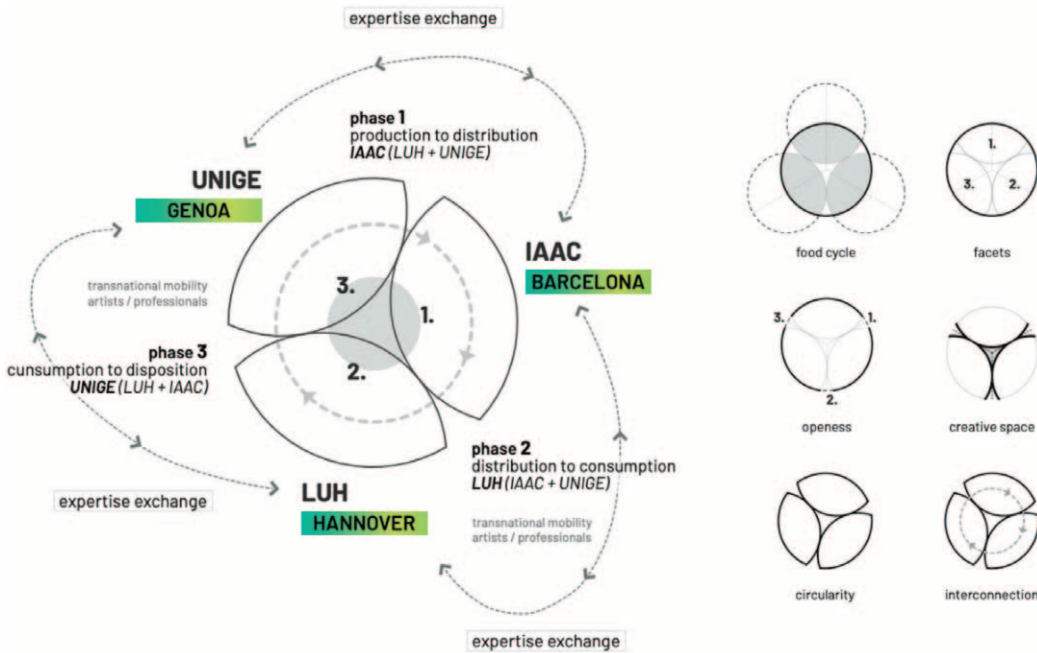 expertise exchange
phase 1
production to distribution
IAAC (LUH + UNIGE)
UNIGE
GENOA
IAAC
BARCELONA
transnational mobility
artists / professionals
3.
1.
2.
phase 3
cunsumption to disposition
UNIGE (LUH + IAAC)
phase 2
distribution to consumption
LUH (IAAC + UNIGE)
LUH
HANNOVER
expertise exchange
transnational mobility
artists / professionals
expertise exchange
food cycle
1.
3.
2.
facets
3.
1.
2.
openess
creative space
circularity
interconnection